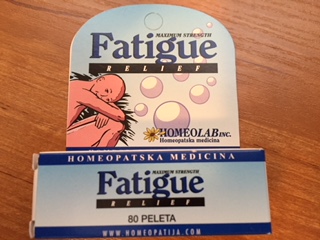 MAXIMUM STRENGTH
Fatigue
RELIEF
HOMEOLAB INC.
Homeopatska medicina
HOMEOPATSKA MEDICINA
MAXIMUM STRENGTH
Fatigue
RELIEF
80 PELETA
WWW.HOMEOPATIJA.COM